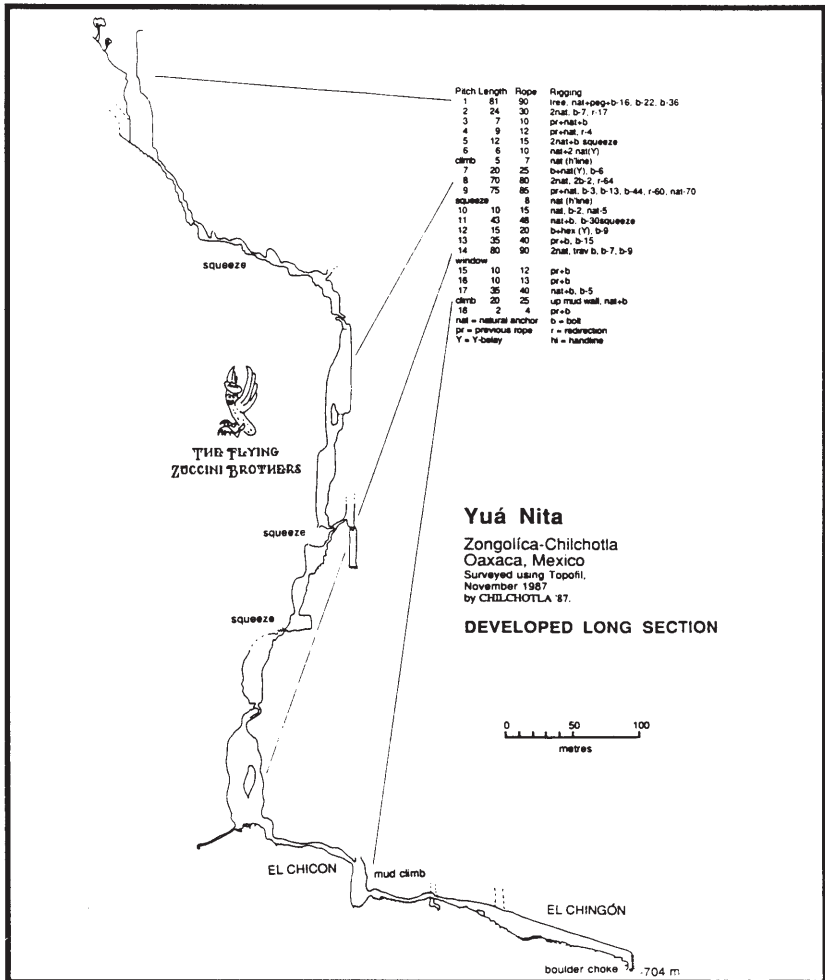 Pitch Length Rope Rigging
1 81 90 tree, nat+peg+b-16, b-22, b-36
2 24 30 2nat, b-7, r-17
3 7 10 pr+nat+b
4 9 12 pr+nat, r-4
5 12 15 2nat+b squeeze
6 6 10 nat+2 nat(Y)
climb 5 7 nat (h'line)
7 20 25 b+nat(Y), b-6
8 70 80 2nat, 2b-2, r-64
9 75 85 pr+nat, b-3, b-13, b-44, r-60, nat-70
squeeze 8 nat (h'line)
10 10 15 nat, b-2, nat-5
11 43 48 nat+b, b-30squeeze
12 15 20 b+hex (Y), b-9
13 35 40 pr+b, b-15
14 80 90 2nat, trav b, b-7, b-9
window
15 10 12 pr+b
16 10 13 pr+b
17 35 40 nat+b, b-5
climb 20 25 up mud wall, nat+b
18 2 4 pr+b
nat = natural anchor b = bolt
pr = previous rope r = redirection
Y = Y-belay hl = handline
squeeze
THE FLYING
ZUCCINI BROTHERS
squeeze
squeeze
Yuá Nita
Zongolíca-Chilchotla
Oaxaca, Mexico
Surveyed using Topofil,
November 1987
by CHILCHOTLA '87.
DEVELOPED LONG SECTION
0 50 100
metres
EL CHICON
mud climb
EL CHINGÓN
boulder choke -704 m